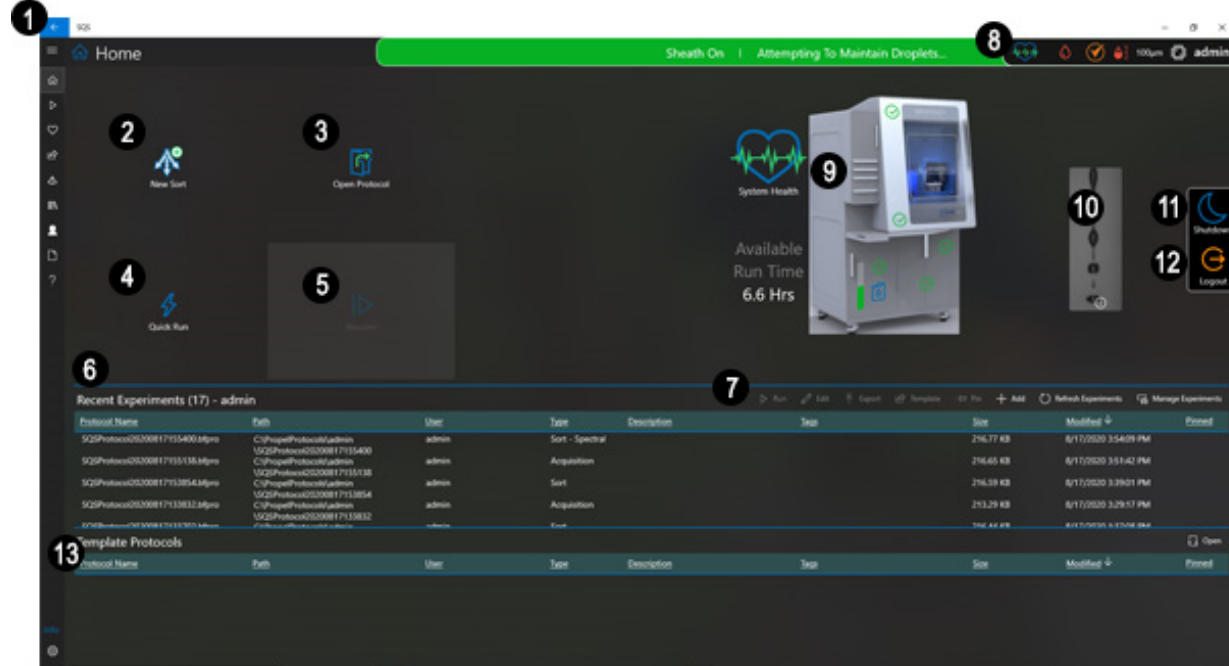 1
SQS
Home
Sheath On | Attempting To Maintain Droplets...
8
100µm
admin
2
New Sort
3
Open Protocol
System Health
9
10
11
Shutdown
12
Logout
Available
Run Time
6.6 Hrs
4
Quick Run
5
6
7
Recent Experiments (17) - admin
Run Edit Export Template Pin Add Refresh Experiments Manage Experiments
Protocol Name Path User Type Description Tags Size Modified Pinned
SQSProtocol20200817155400.bfpro C:\PropelProtocols\admin admin Sort - Spectral 216.77 KB 8/17/2020 3:54:09 PM
\SQSProtocol20200817155400
SQSProtocol20200817155138.bfpro C:\PropelProtocols\admin admin Acquisition 216.65 KB 8/17/2020 3:51:42 PM
\SQSProtocol20200817155138
SQSProtocol20200817153854.bfpro C:\PropelProtocols\admin admin Sort 216.59 KB 8/17/2020 3:39:01 PM
\SQSProtocol20200817153854
SQSProtocol20200817133832.bfpro C:\PropelProtocols\admin admin Acquisition 213.29 KB 8/17/2020 3:29:17 PM
\SQSProtocol20200817133832
13
Template Protocols
Open
Protocol Name Path User Type Description Tags Size Modified Pinned
?